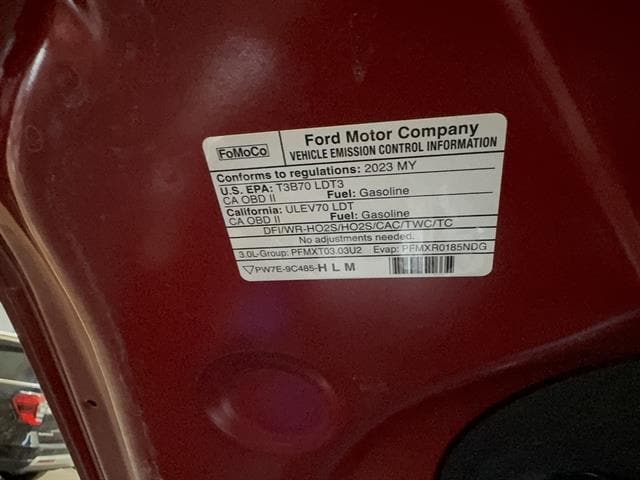 FoMoCo
Ford Motor Company
VEHICLE EMISSION CONTROL INFORMATION
Conforms to regulations: 2023 MY
U.S. EPA: T3B70 LDT3
CA OBD II Fuel: Gasoline
California: ULEV70 LDT
CA OBD II Fuel: Gasoline
DFI/WR-HO2S/HO2S/CAC/TWC/TC
No adjustments needed.
3.0L-Group: PFMXT03.03U2 Evap: PFMXR0185NDG
PW7E-9C485-H L M